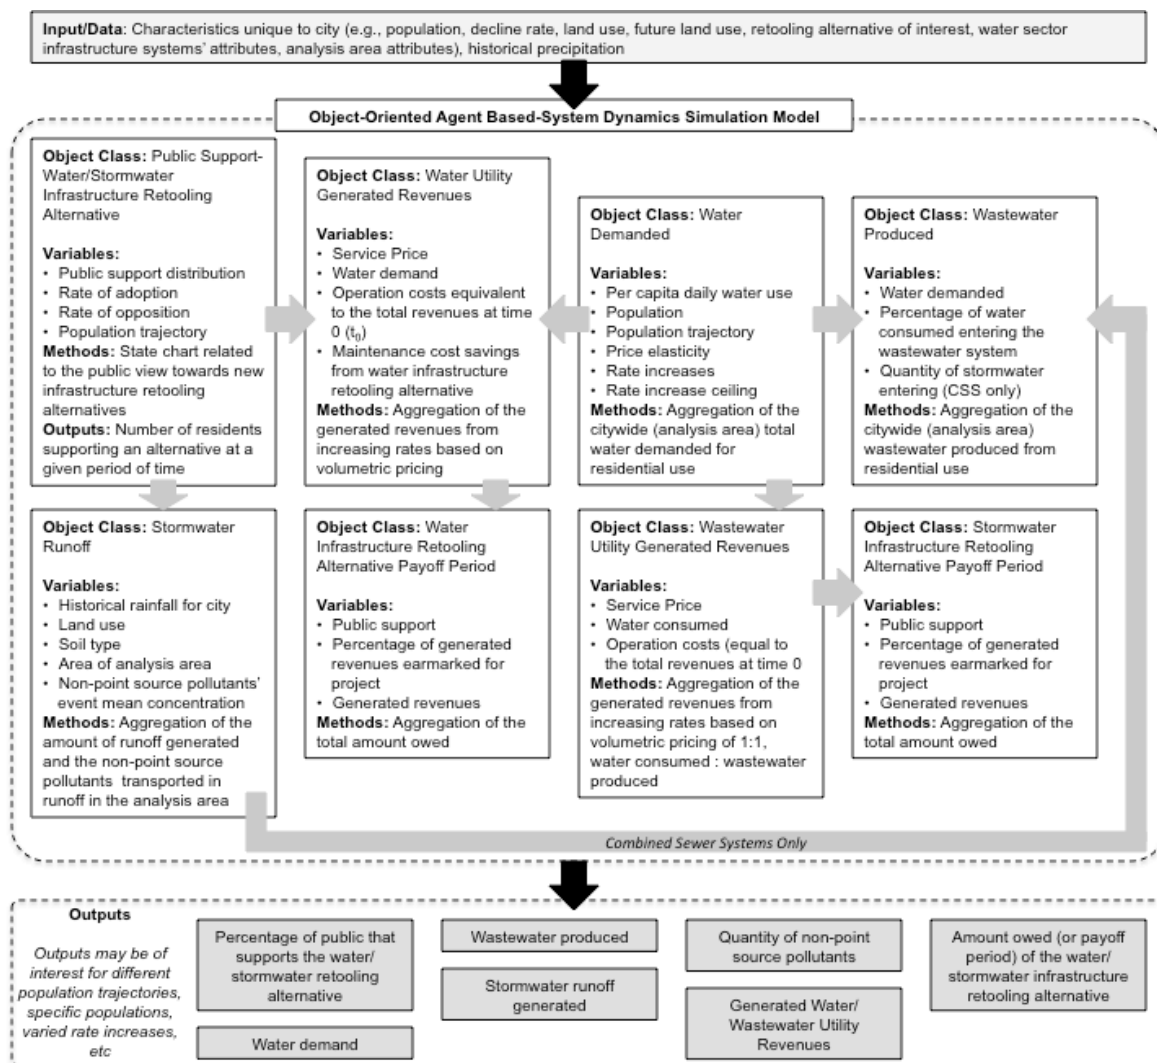 Input/Data: Characteristics unique to city (e.g., population, decline rate, land use, future land use, retooling alternative of interest, water sector
infrastructure systems' attributes, analysis area attributes), historical precipitation
Object-Oriented Agent Based-System Dynamics Simulation Model
Object Class: Public Support-
Water/Stormwater
Infrastructure Retooling
Alternative
Variables:
• Public support distribution
• Rate of adoption
• Rate of opposition
• Population trajectory
Methods: State chart related
to the public view towards new
infrastructure retooling
alternatives
Outputs: Number of residents
supporting an alternative at a
given period of time
Object Class: Water Utility
Generated Revenues
Variables:
• Service Price
• Water demand
• Operation costs equivalent
to the total revenues at time
0 (t0)
• Maintenance cost savings
from water infrastructure
retooling alternative
Methods: Aggregation of the
generated revenues from
increasing rates based on
volumetric pricing
Object Class: Water
Demanded
Variables:
• Per capita daily water use
• Population
• Population trajectory
• Price elasticity
• Rate increases
• Rate increase ceiling
Methods: Aggregation of the
citywide (analysis area) total
water demanded for
residential use
Object Class: Wastewater
Produced
Variables:
• Water demanded
• Percentage of water
consumed entering the
wastewater system
• Quantity of stormwater
entering (CSS only)
Methods: Aggregation of the
citywide (analysis area)
wastewater produced from
residential use
Object Class: Stormwater
Runoff
Variables:
• Historical rainfall for city
• Land use
• Soil type
• Area of analysis area
• Non-point source pollutants'
event mean concentration
Methods: Aggregation of the
amount of runoff generated
and the non-point source
pollutants transported in
runoff in the analysis area
Object Class: Water
Infrastructure Retooling
Alternative Payoff Period
Variables:
• Public support
• Percentage of generated
revenues earmarked for
project
• Generated revenues
Methods: Aggregation of the
total amount owed
Object Class: Wastewater
Utility Generated Revenues
Variables:
• Service Price
• Water consumed
• Operation costs (equal to
the total revenues at time 0
Methods: Aggregation of the
generated revenues from
increasing rates based on
volumetric pricing of 1:1,
water consumed : wastewater
produced
Object Class: Stormwater
Infrastructure Retooling
Alternative Payoff Period
Variables:
• Public support
• Percentage of generated
revenues earmarked for
project
• Generated revenues
Methods: Aggregation of the
total amount owed
Combined Sewer Systems Only
Outputs
Outputs may be of
interest for different
population trajectories,
specific populations,
varied rate increases,
etc
Percentage of public that
supports the water/
stormwater retooling
alternative
Water demand
Wastewater produced
Stormwater runoff
generated
Quantity of non-point
source pollutants
Generated Water/
Wastewater Utility
Revenues
Amount owed (or payoff
period) of the water/
stormwater infrastructure
retooling alternative